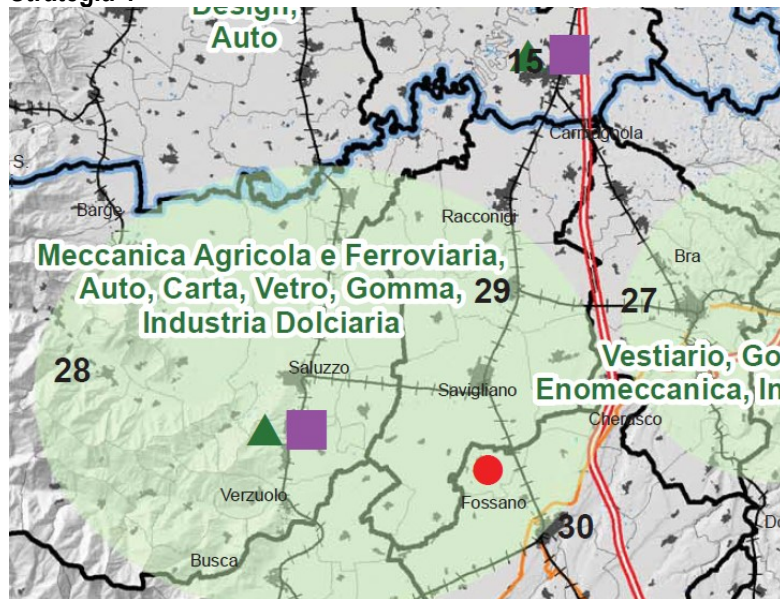 Design,
Auto
15
Carmagnola
S.
Barge
Racconigi
Meccanica Agricola e Ferroviaria,
Auto, Carta, Vetro, Gomma,
Industria Dolciaria
29
Bra
27
28
Saluzzo
Savigliano
Vestiario, Go
Enomeccanica, In
Cherasco
Verzuolo
Fossano
30
Busca